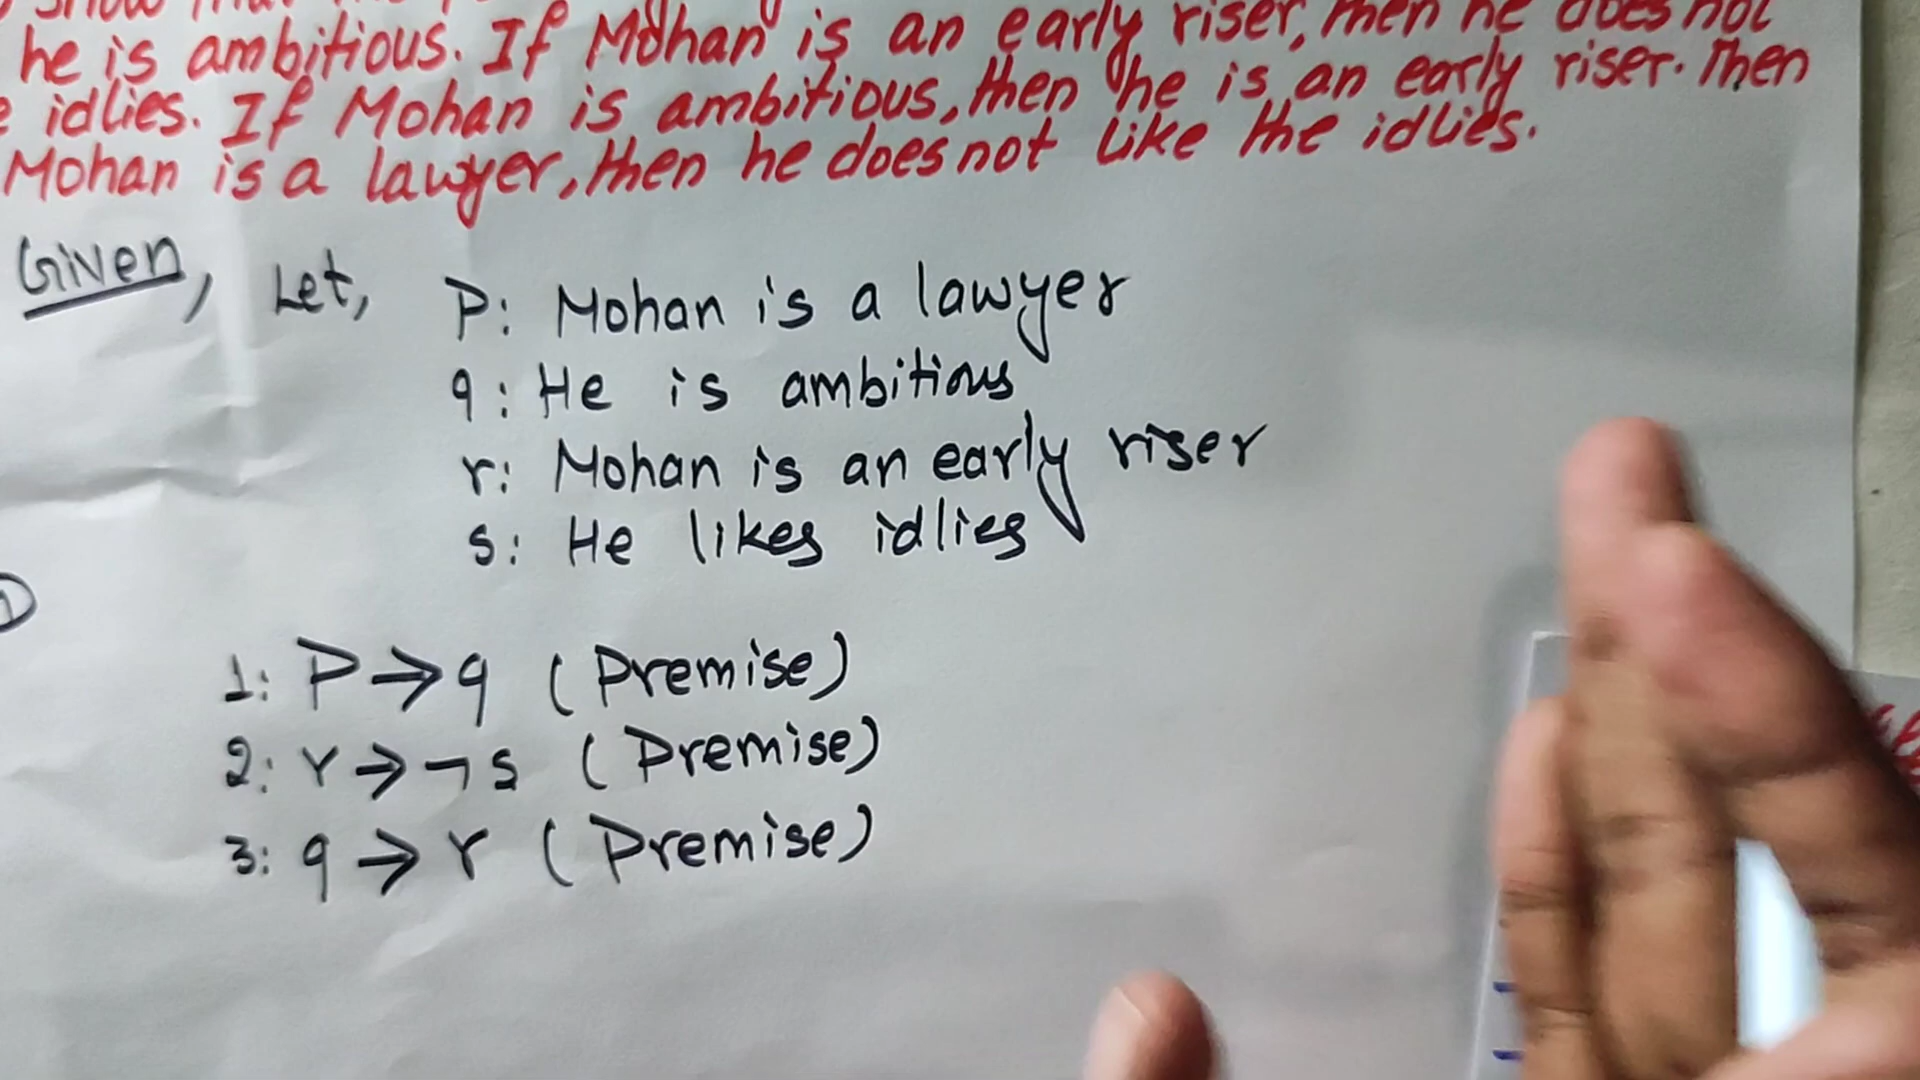 he is ambitious. If Mohan is an early riser, then he does not
idlies. If Mohan is ambitious, then he is an early riser. Then
Mohan is a lawyer, then he does not like the idlies.
Given, Let, P: Mohan is a lawyer
q: He is ambitious
r: Mohan is an early riser
s: He likes idlies
1: P→q (Premise)
2: r→¬s (Premise)
3: q→r (Premise)